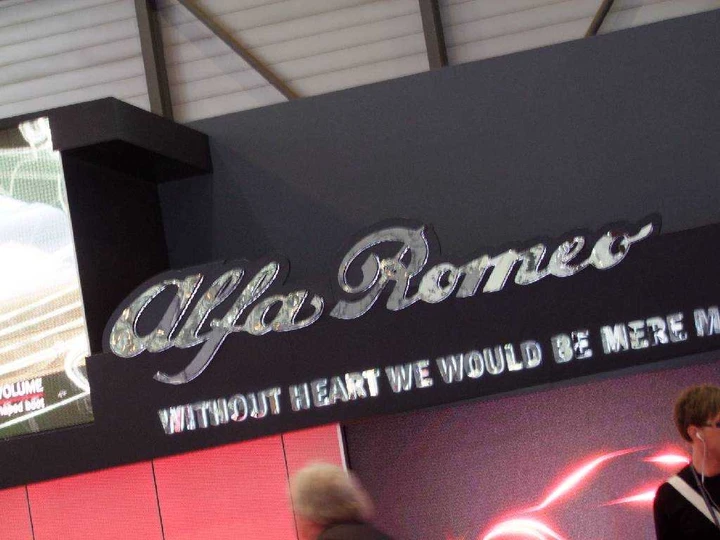 Alfa Romeo
WITHOUT HEART WE WOULD BE MERE M
VOLUME